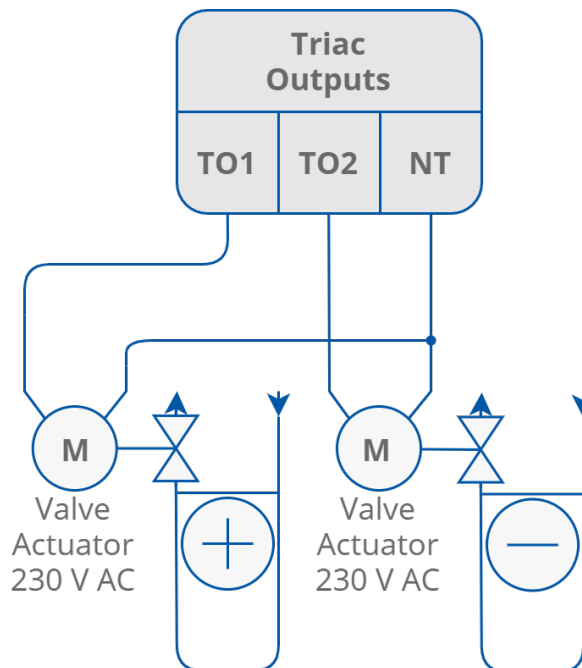 Triac
Outputs
TO1 TO2 NT
M M
Valve
Actuator
230 V AC
Valve
Actuator
230 V AC